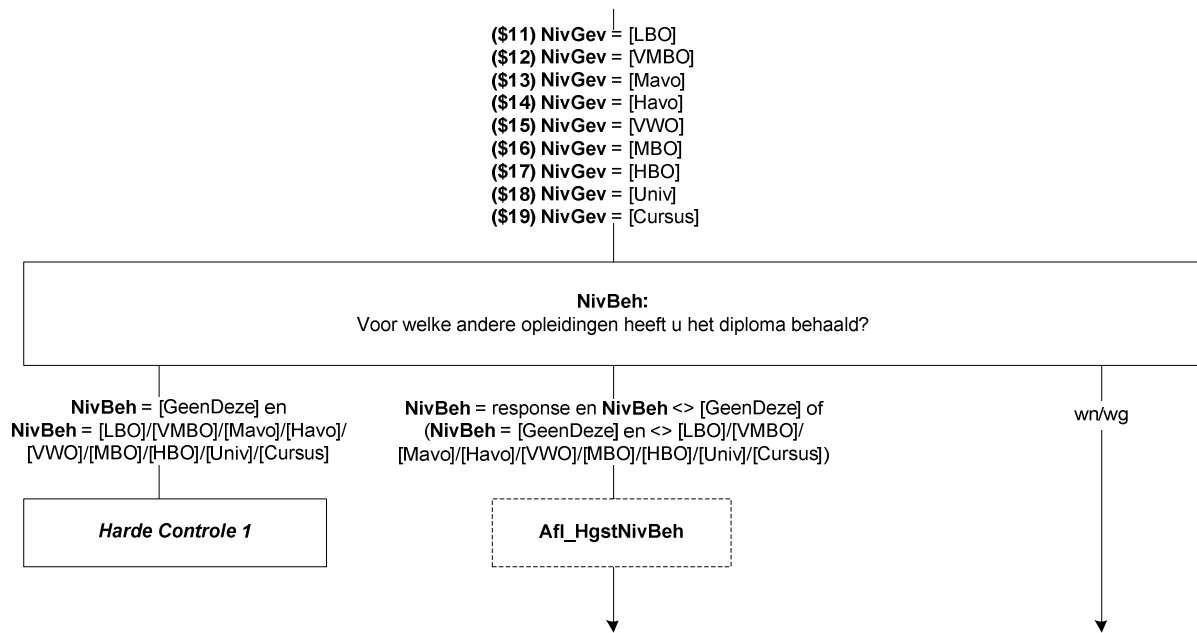 ($11) NivGev = [LBO]
($12) NivGev = [VMBO]
($13) NivGev = [Mavo]
($14) NivGev = [Havo]
($15) NivGev = [VWO]
($16) NivGev = [MBO]
($17) NivGev = [HBO]
($18) NivGev = [Univ]
($19) NivGev = [Cursus]
NivBeh:
Voor welke andere opleidingen heeft u het diploma behaald?
NivBeh = [GeenDeze] en
NivBeh = [LBO]/[VMBO]/[Mavo]/[Havo]/
[VWO]/[MBO]/[HBO]/[Univ]/[Cursus]
NivBeh = response en NivBeh <> [GeenDeze] of
(NivBeh = [GeenDeze] en <> [LBO]/[VMBO]/
[Mavo]/[Havo]/[VWO]/[MBO]/[HBO]/[Univ]/[Cursus])
wn/wg
Harde Controle 1
Afl_HgstNivBeh